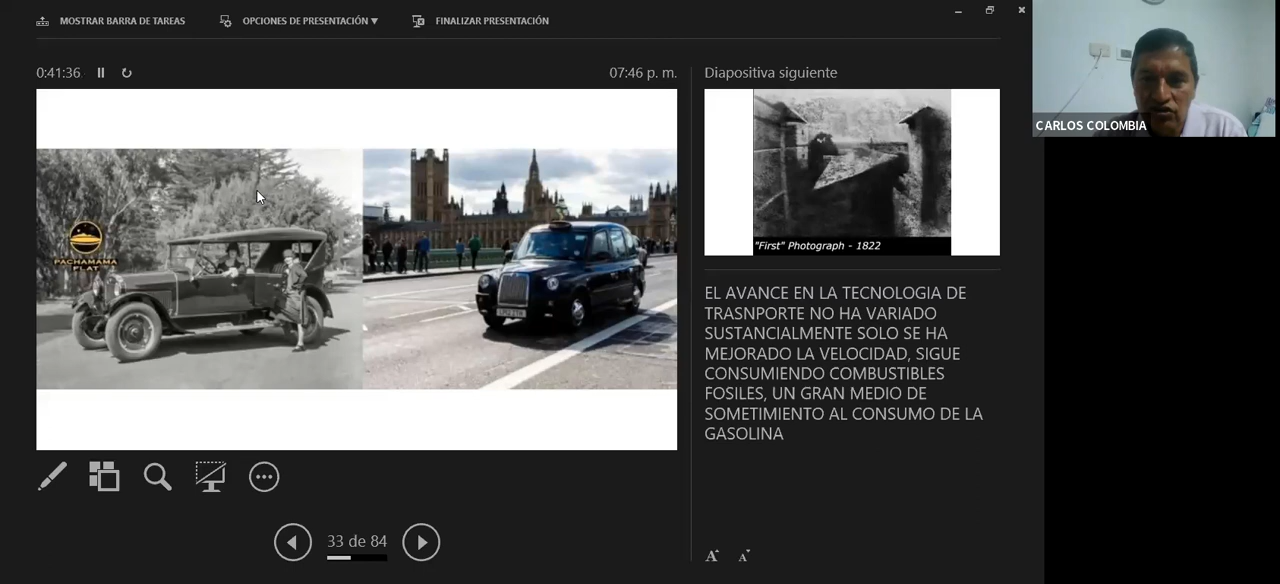 MOSTRAR BARRA DE TAREAS
OPCIONES DE PRESENTACIÓN ▼
FINALIZAR PRESENTACIÓN
0:41:36
07:46 p. m.
Diapositiva siguiente
CARLOS COLOMBIA
PACHAMAMA
FLAT
"First" Photograph - 1822
EL AVANCE EN LA TECNOLOGIA DE
TRASNPORTE NO HA VARIADO
SUSTANCIALMENTE SOLO SE HA
MEJORADO LA VELOCIDAD, SIGUE
CONSUMIENDO COMBUSTIBLES
FOSILES, UN GRAN MEDIO DE
SOMETIMIENTO AL CONSUMO DE LA
GASOLINA
33 de 84
A A